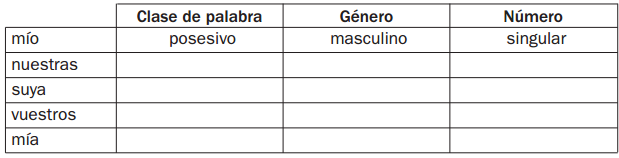 Clase de palabra Género Número
mío posesivo masculino singular
nuestras
suya
vuestros
mía